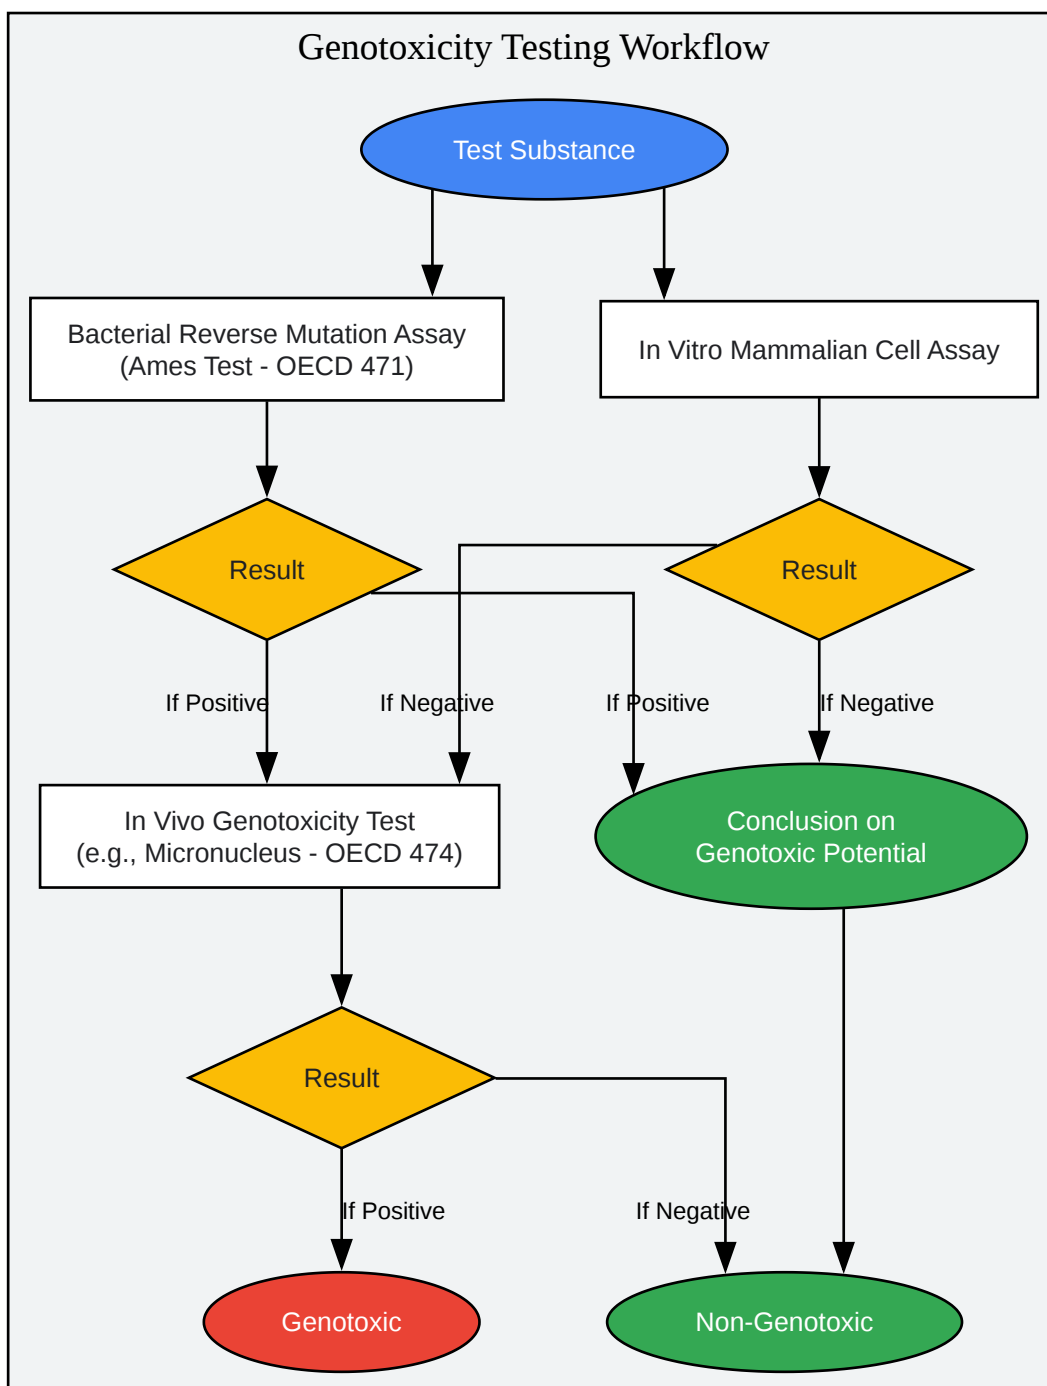 Genotoxicity Testing Workflow
Test Substance
Bacterial Reverse Mutation Assay
(Ames Test - OECD 471)
In Vitro Mammalian Cell Assay
Result
Result
If Positive
If Negative
If Positive
If Negative
In Vivo Genotoxicity Test
(e.g., Micronucleus - OECD 474)
Conclusion on
Genotoxic Potential
Result
If Positive
If Negative
Genotoxic
Non-Genotoxic